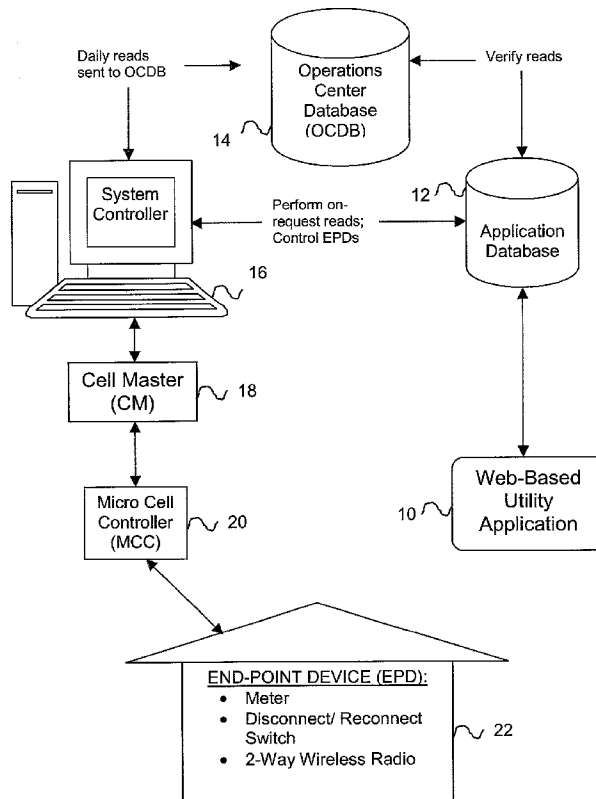 Daily reads
sent to OCDB
Operations
Center
Database
(OCDB)
14
Verify reads
System
Controller
16
Perform on-
request reads;
Control EPDs
12
Application
Database
Cell Master
(CM)
18
Micro Cell
Controller
(MCC)
20
Web-Based
Utility
Application
10
END-POINT DEVICE (EPD):
• Meter
• Disconnect/ Reconnect
Switch
• 2-Way Wireless Radio
22